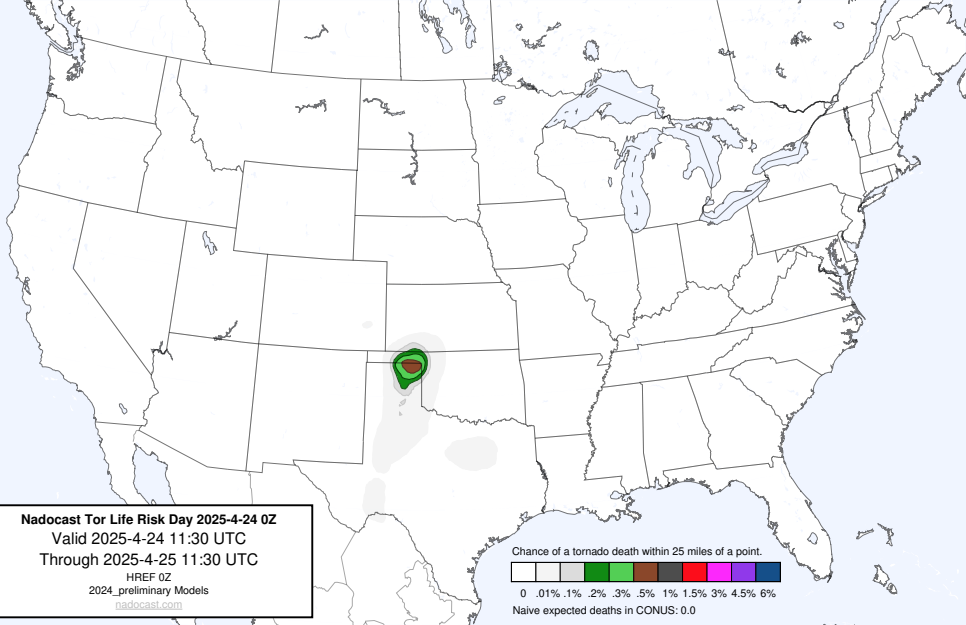 Nadocast Tor Life Risk Day 2025-4-24 0Z
Valid 2025-4-24 11:30 UTC
Through 2025-4-25 11:30 UTC
HREF 0Z
2024_preliminary Models
nadocast.com
Chance of a tornado death within 25 miles of a point.
0 .01% .1% .2% .3% .5% 1% 1.5% 3% 4.5% 6%
Naive expected deaths in CONUS: 0.0